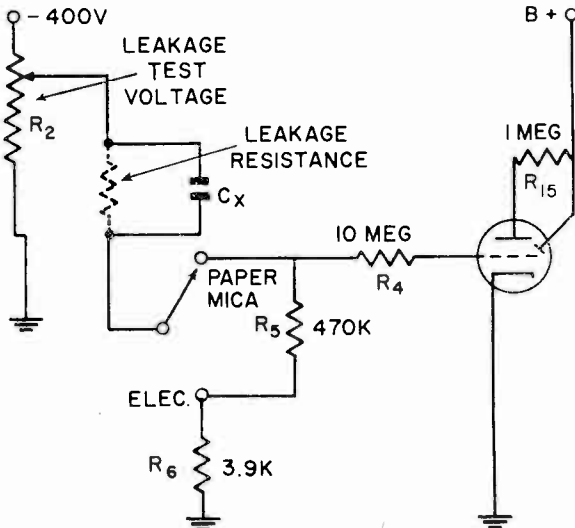 -400V
B+
LEAKAGE
TEST
VOLTAGE
R2
1 MEG
LEAKAGE
RESISTANCE
R15
CX
10 MEG
PAPER
MICA
R4
R5 470K
ELEC.
R6 3.9K